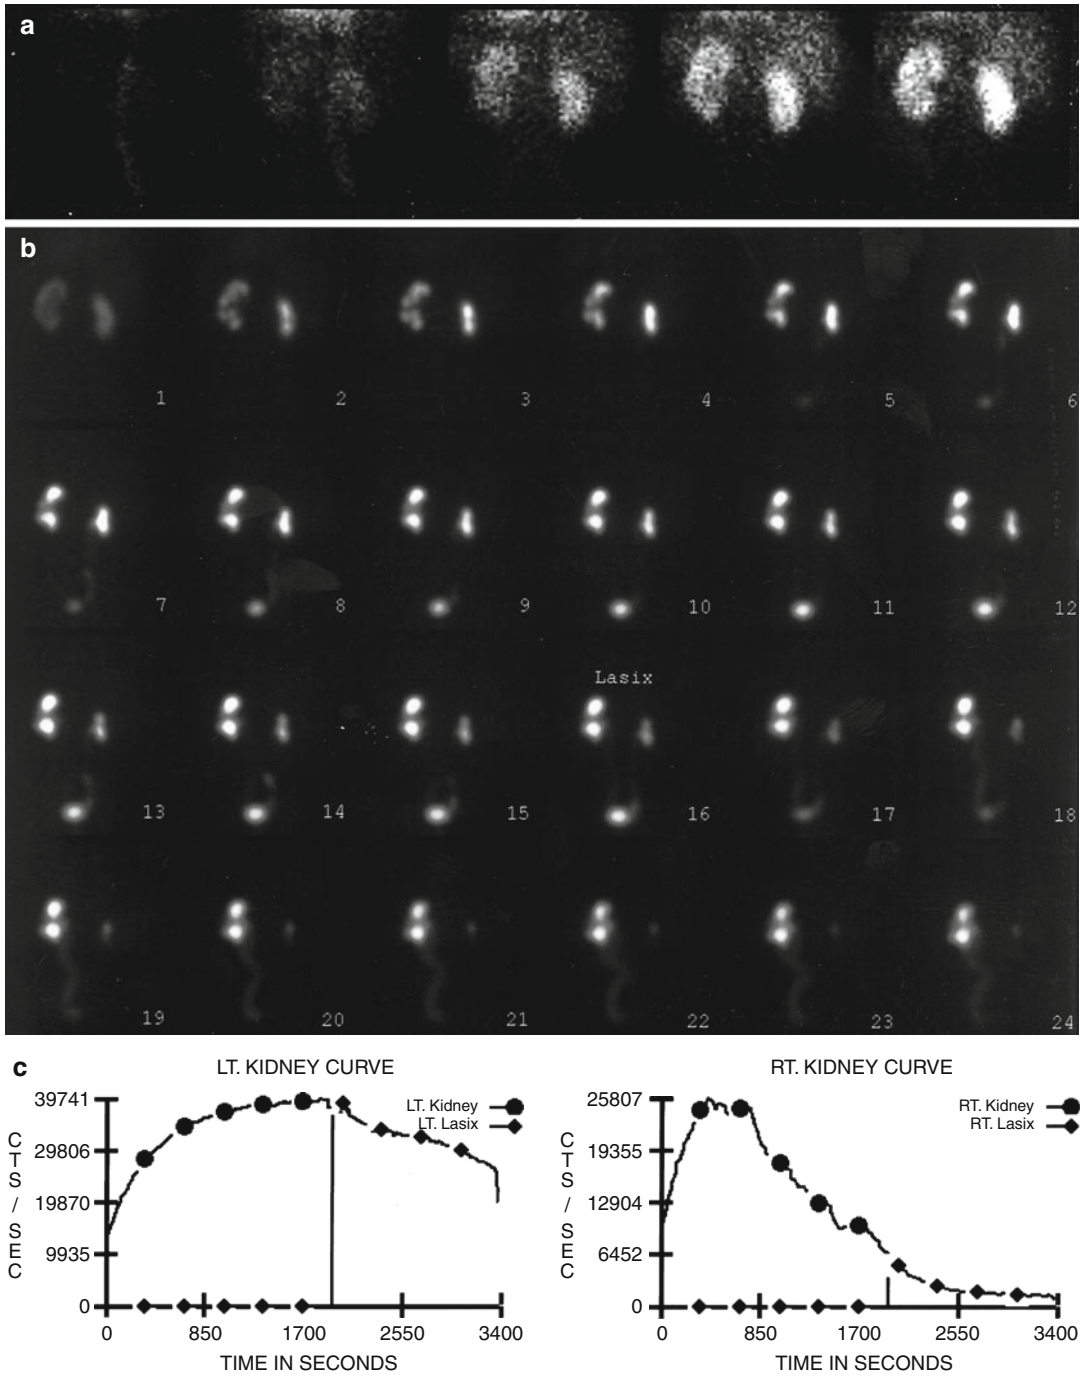 a
b
1 2 3 4 5 6
7 8 9 10 11 12
Lasix
13 14 15 16 17 18
19 20 21 22 23 24
c
LT. KIDNEY CURVE
39741
29806
19870
9935
0
CTS / SEC
LT. Kidney
LT. Lasix
0 850 1700 2550 3400
TIME IN SECONDS
RT. KIDNEY CURVE
25807
19355
12904
6452
0
CTS / SEC
RT. Kidney
RT. Lasix
0 850 1700 2550 3400
TIME IN SECONDS